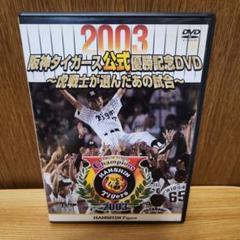 DVD
2003
阪神タイガース公式優勝記念DVD
～虎戦士が選んだあの試合～
Champions
HANSHIN
Tigers
2003
65
HANSHIN Tigers